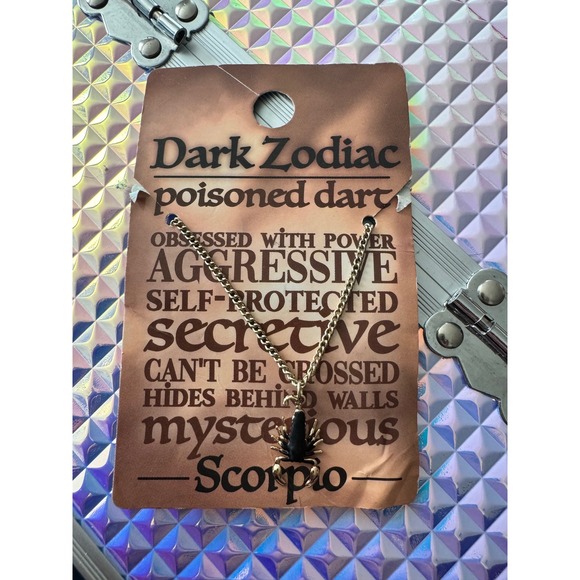 Dark Zodiac
poisoned dart
OBSESSED WITH POWER
AGGRESSIVE
SELF-PROTECTED
secretive
CAN'T BE CROSSED
HIDES BEHIND WALLS
mysterious
Scorpio